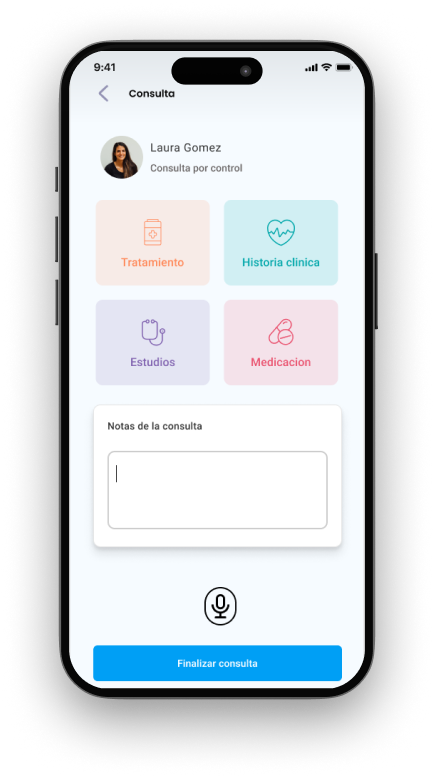 9:41
Consulta
Laura Gomez
Consulta por control
Tratamiento
Historia clinica
Estudios
Medicacion
Notas de la consulta
Finalizar consulta